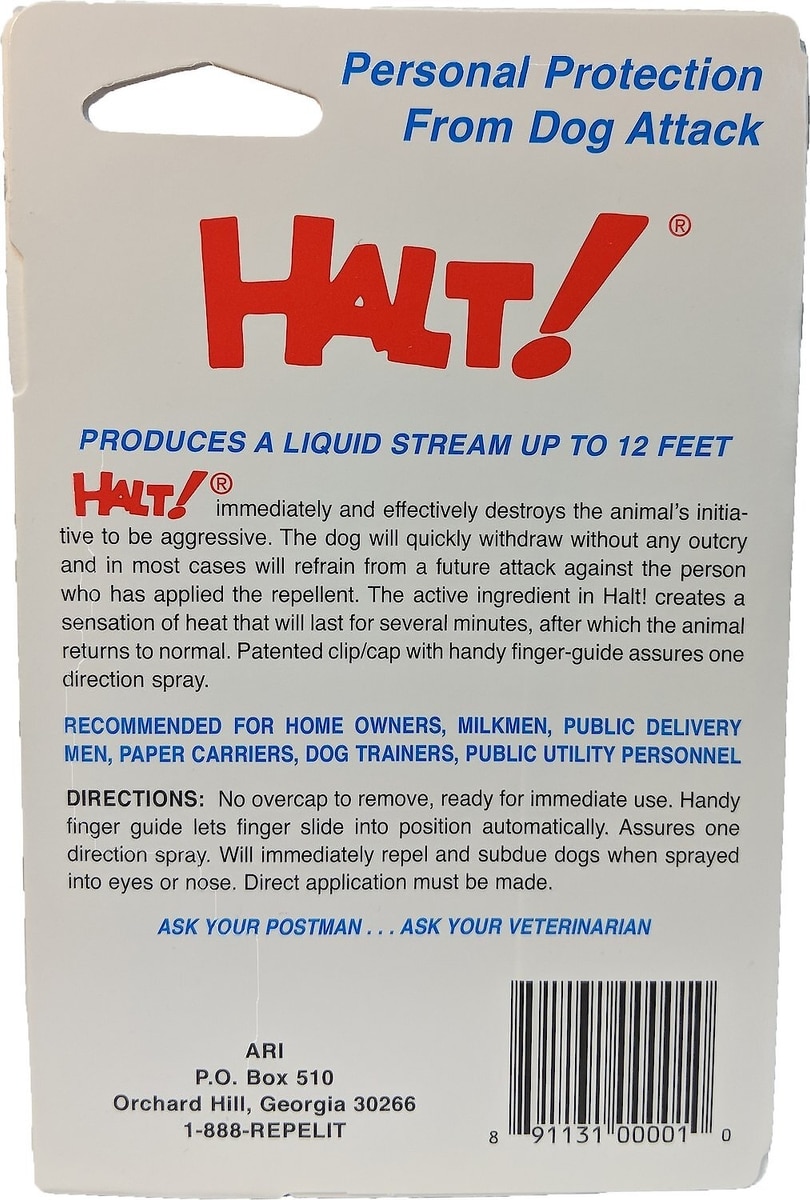 Personal Protection
From Dog Attack
HALT! ®
PRODUCES A LIQUID STREAM UP TO 12 FEET
HALT! ® immediately and effectively destroys the animal's initia-
tive to be aggressive. The dog will quickly withdraw without any outcry
and in most cases will refrain from a future attack against the person
who has applied the repellent. The active ingredient in Halt! creates a
sensation of heat that will last for several minutes, after which the animal
returns to normal. Patented clip/cap with handy finger-guide assures one
direction spray.
RECOMMENDED FOR HOME OWNERS, MILKMEN, PUBLIC DELIVERY
MEN, PAPER CARRIERS, DOG TRAINERS, PUBLIC UTILITY PERSONNEL
DIRECTIONS: No overcap to remove, ready for immediate use. Handy
finger guide lets finger slide into position automatically. Assures one
direction spray. Will immediately repel and subdue dogs when sprayed
into eyes or nose. Direct application must be made.
ASK YOUR POSTMAN . . . ASK YOUR VETERINARIAN
ARI
P.O. Box 510
Orchard Hill, Georgia 30266
1-888-REPELIT
8 91131 00001 0